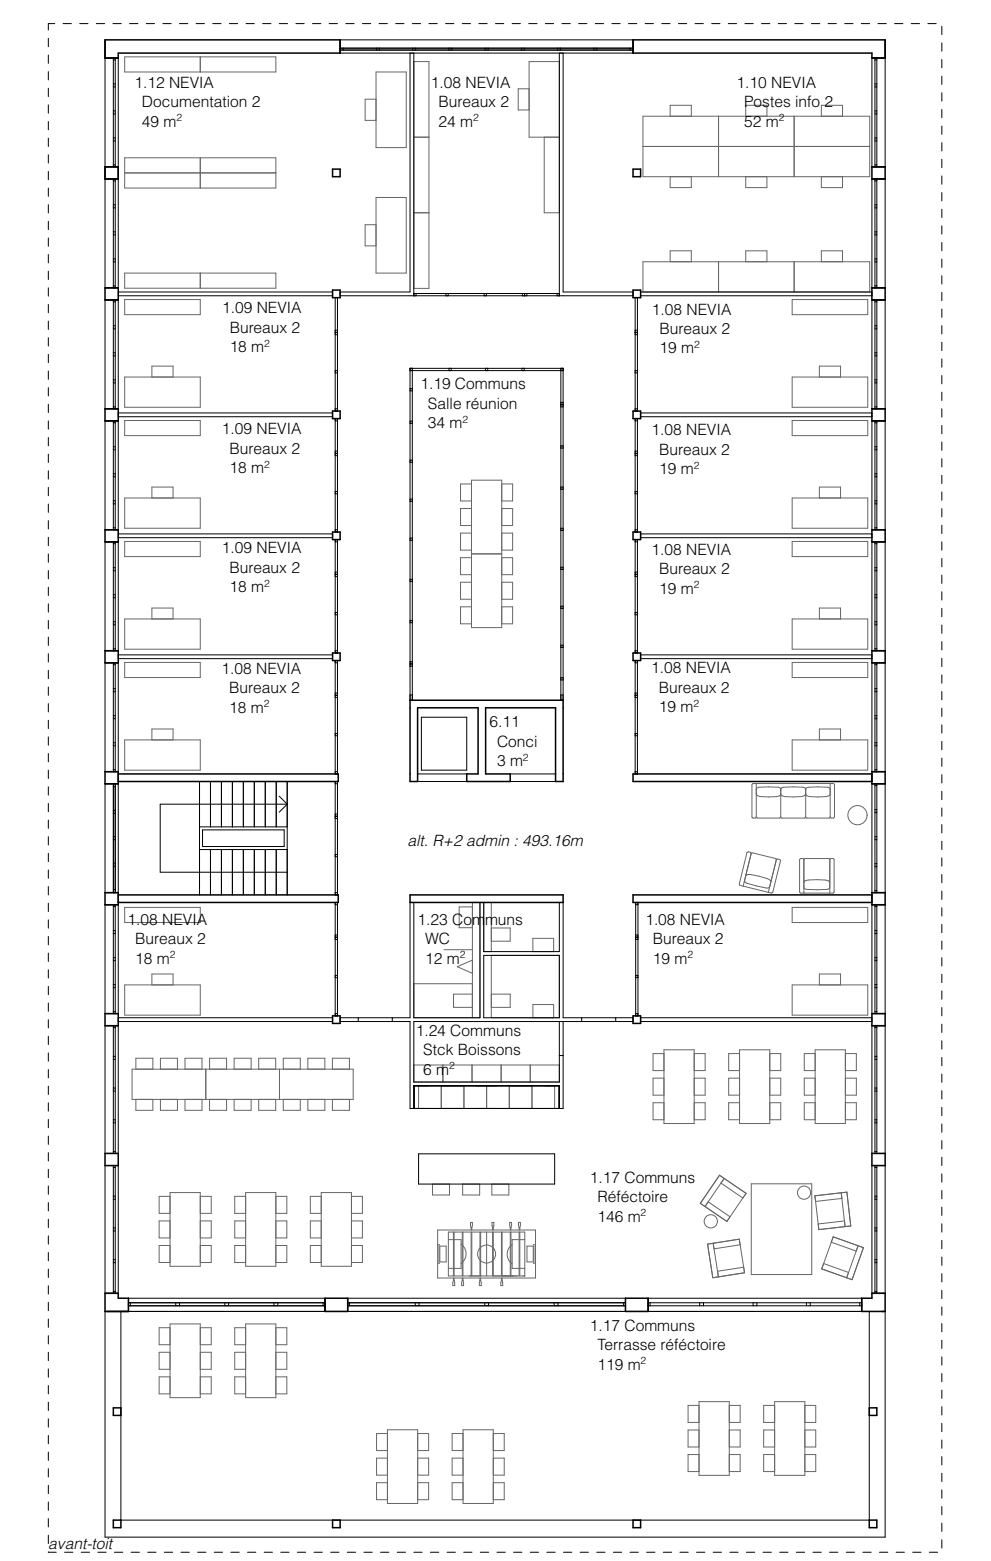 1.12 NEVIA
Documentation 2
49 m²
1.08 NEVIA
Bureaux 2
24 m²
1.10 NEVIA
Postes info 2
52 m²
1.09 NEVIA
Bureaux 2
18 m²
1.08 NEVIA
Bureaux 2
19 m²
1.19 Communs
Salle réunion
34 m²
1.09 NEVIA
Bureaux 2
18 m²
1.08 NEVIA
Bureaux 2
19 m²
1.09 NEVIA
Bureaux 2
18 m²
1.08 NEVIA
Bureaux 2
19 m²
1.08 NEVIA
Bureaux 2
18 m²
1.08 NEVIA
Bureaux 2
19 m²
6.11
Conci
3 m²
alt. R+2 admin : 493.16m
1.08 NEVIA
Bureaux 2
18 m²
1.23 Communs
WC
12 m²
1.08 NEVIA
Bureaux 2
19 m²
1.24 Communs
Stck Boissons
6 m²
1.17 Communs
Réféctoire
146 m²
1.17 Communs
Terrasse réféctoire
119 m²
avant-toit